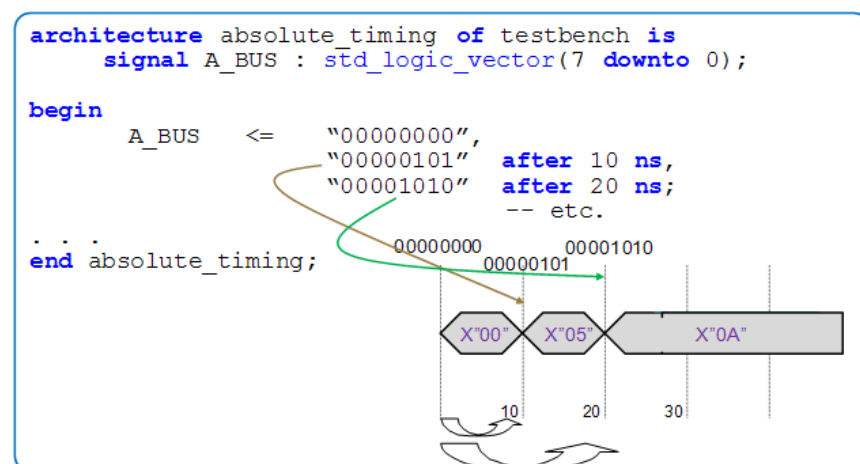 architecture absolute_timing of testbench is
signal A_BUS : std_logic_vector(7 downto 0);
begin
A_BUS <= “00000000”,
“00000101” after 10 ns,
“00001010” after 20 ns;
-- etc.
. . .
end absolute_timing;
00000000
00000101
00001010
X”00”
X”05”
X”0A”
10
20
30